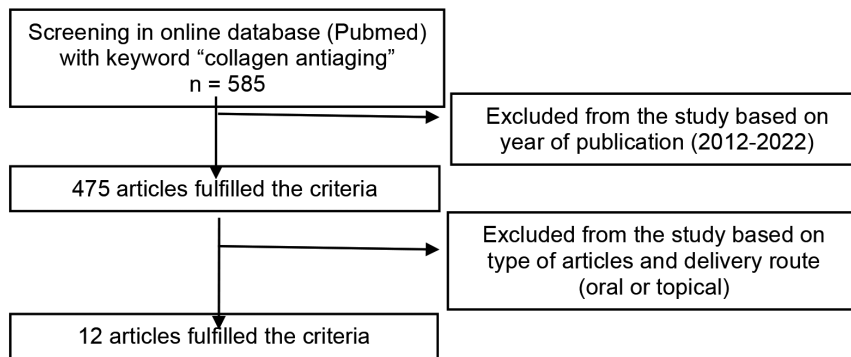 Screening in online database (Pubmed)
with keyword “collagen antiaging”
n = 585
Excluded from the study based on
year of publication (2012-2022)
475 articles fulfilled the criteria
Excluded from the study based on
type of articles and delivery route
(oral or topical)
12 articles fulfilled the criteria